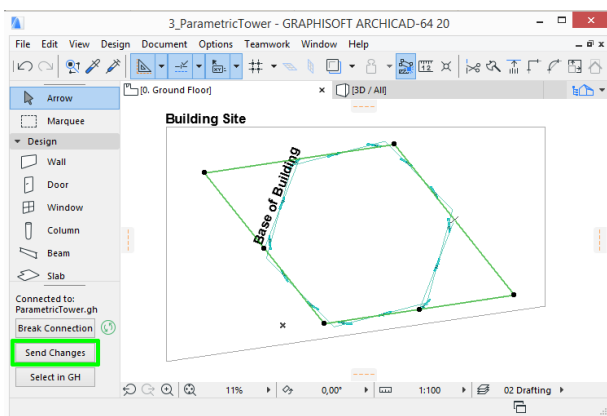 3_ParametricTower - GRAPHISOFT ARCHICAD-64 20
File Edit View Design Document Options Teamwork Window Help
[0. Ground Floor]
[3D / All]
Arrow
Marquee
Design
Wall
Door
Window
Column
Beam
Slab
Connected to:
ParametricTower.gh
Break Connection
Send Changes
Select in GH
Building Site
Base of Building
11%
0,00°
1:100
02 Drafting